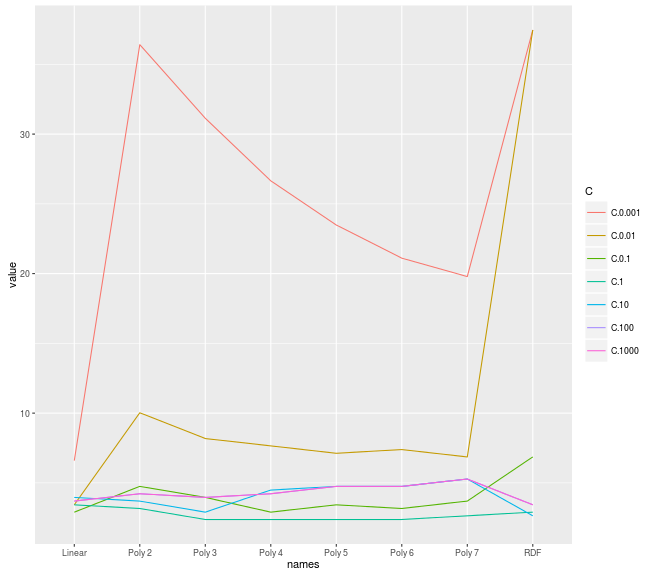 30
20
10
value
Linear
Poly 2
Poly 3
Poly 4
Poly 5
Poly 6
Poly 7
RDF
names
C
C.0.001
C.0.01
C.0.1
C.1
C.10
C.100
C.1000